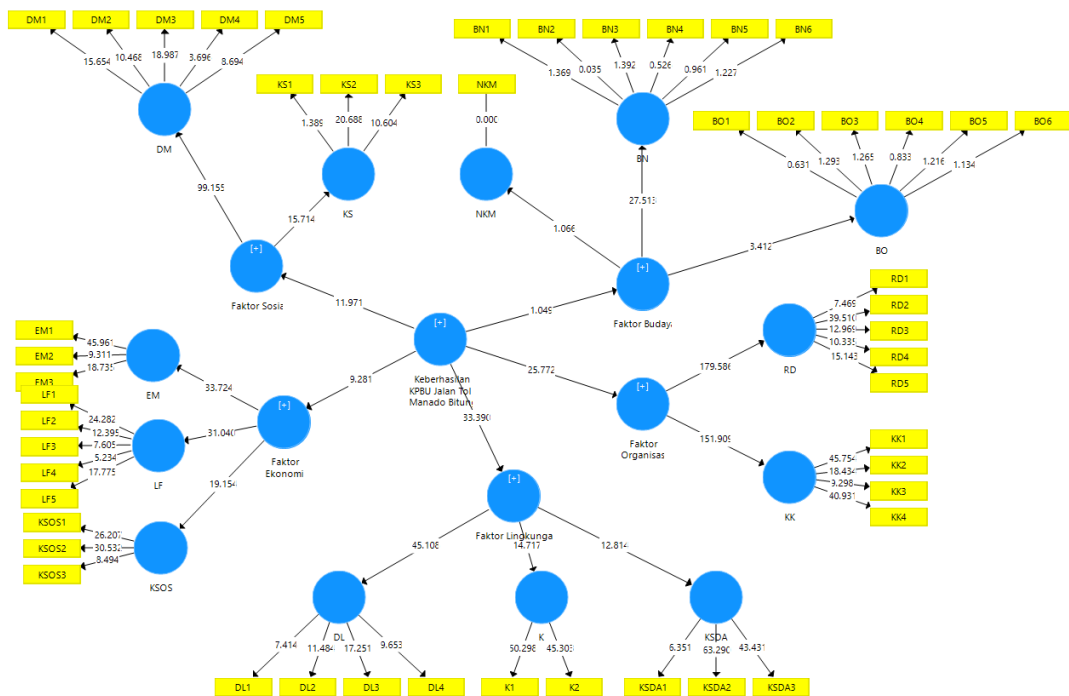 DM1 DM2 DM3 DM4 DM5
15.654 10.468 18.987 3.696 8.694
DM
KS1 KS2 KS3
1.389 20.688 10.604
KS
NKM
0.000
NKM
BN1 BN2 BN3 BN4 BN5 BN6
1.369 0.035 1.392 0.526 0.961 1.227
BN
BO1 BO2 BO3 BO4 BO5 BO6
0.631 1.293 1.265 0.833 1.216 1.134
BO
99.155
15.714
[+]
Faktor Sosia
1.066
27.513
3.412
[+]
Faktor Buday
11.971
1.049
[+]
Keberhasilan
KPBU Jalan Tol
Manado Bitun
9.281
33.390
25.772
EM1
EM2
EM3
45.961
9.311
18.735
EM
LF1
LF2
LF3
LF4
LF5
24.282
12.395
7.605
5.234
17.775
LF
KSOS1
KSOS2
KSOS3
26.207
30.532
8.494
KSOS
33.724
31.040
19.154
[+]
Faktor
Ekonomi
[+]
Faktor
Organisas
179.586
151.909
RD
RD1
RD2
RD3
RD4
RD5
7.469
39.510
12.969
10.335
15.143
KK
KK1
KK2
KK3
KK4
45.754
18.434
9.298
40.931
[+]
Faktor Lingkunga
45.108
14.717
12.814
DL
7.414 11.484 17.251 9.653
DL1 DL2 DL3 DL4
K
50.298 45.303
K1 K2
KSDA
6.351 63.290 43.431
KSDA1 KSDA2 KSDA3